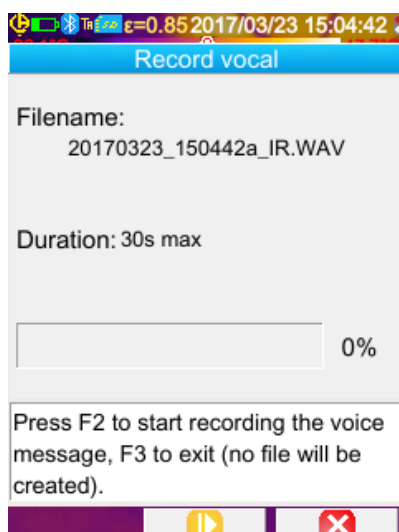 ε=0.85 2017/03/23 15:04:42
Record vocal
Filename:
20170323_150442a_IR.WAV
Duration: 30s max
0%
Press F2 to start recording the voice
message, F3 to exit (no file will be
created).